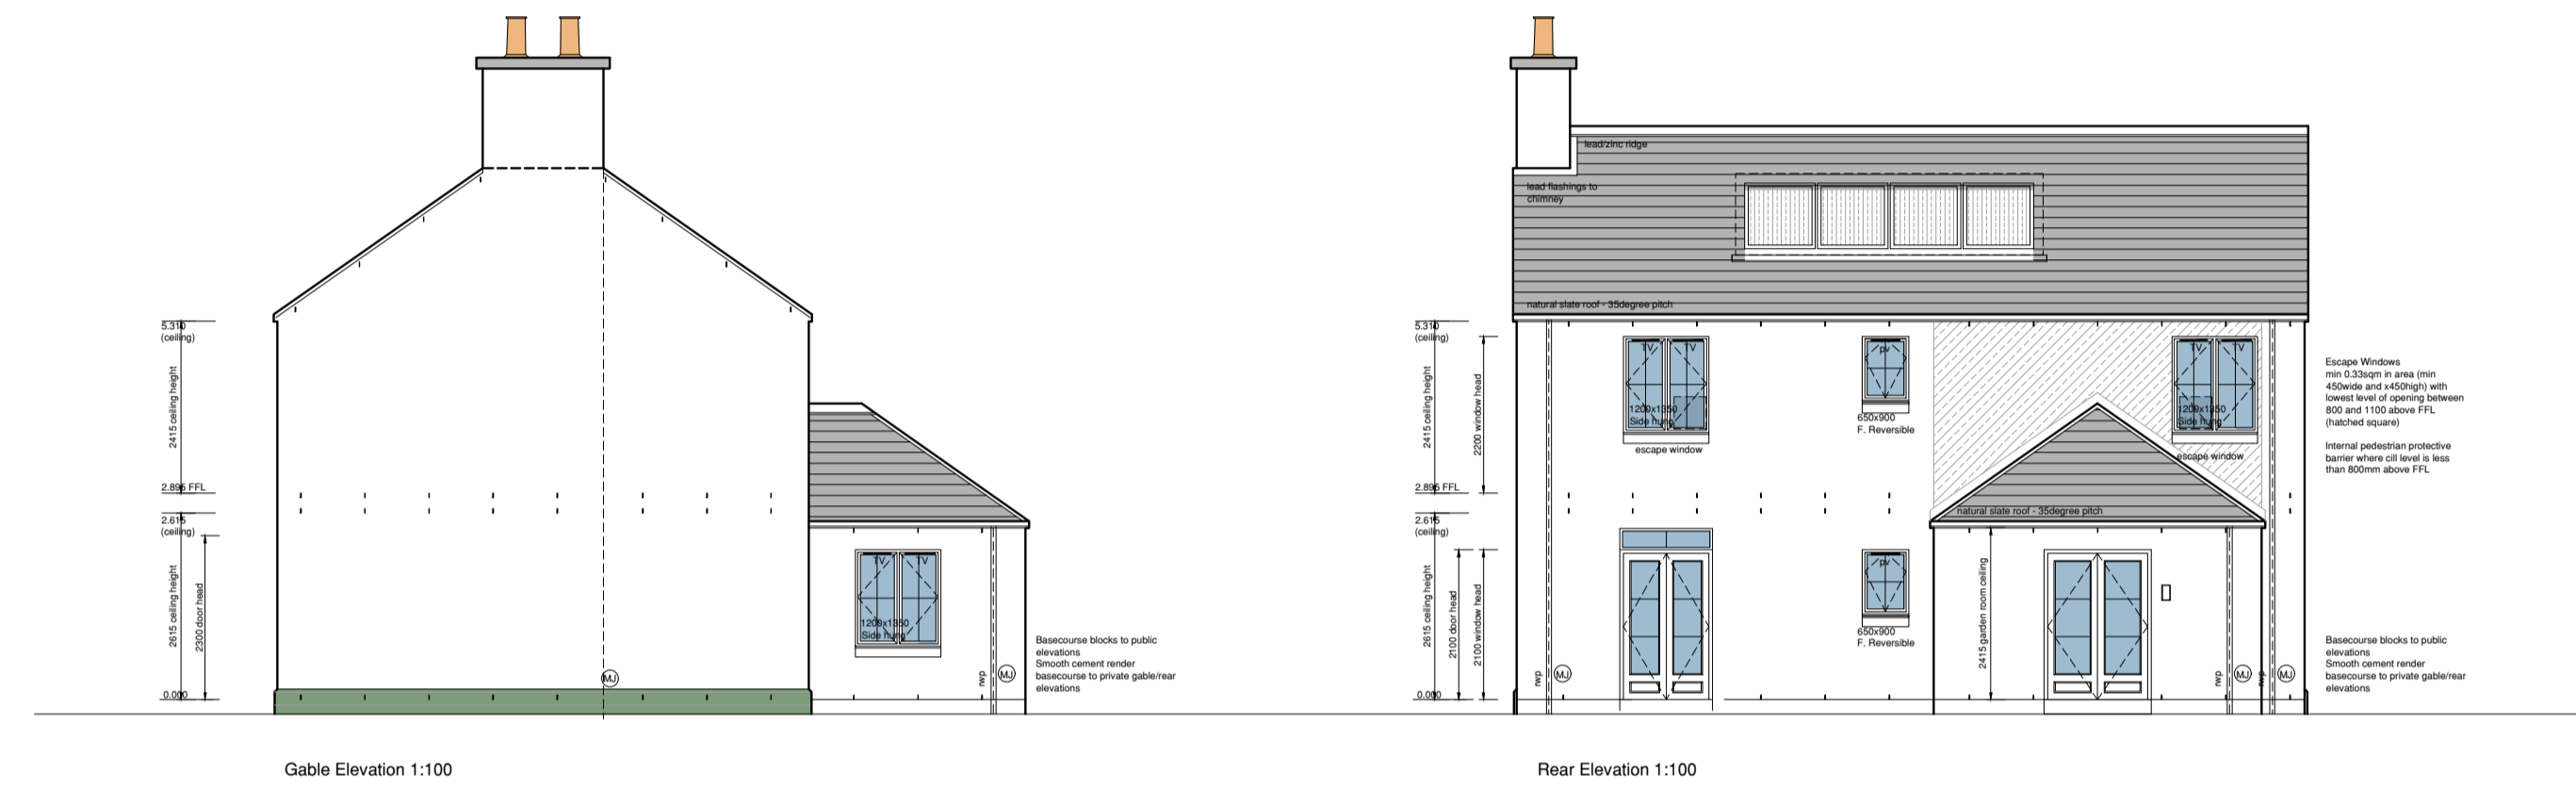 5.310
(ceiling)
2415 ceiling height
2.895 FFL
2.615
(ceiling)
2615 ceiling height
2300 door head
0.000
MJ
TV TV
1200x1350
Side hung
rwp
MJ
Basecourse blocks to public
elevations
Smooth cement render
basecourse to private gable/rear
elevations
Gable Elevation 1:100
lead/zinc ridge
lead flashings to
chimney
natural slate roof - 35degree pitch
5.310
(ceiling)
2415 ceiling height
2200 window head
2.895 FFL
2.615
(ceiling)
2615 ceiling height
2100 door head
2100 window head
0.000
TV TV
1200x1350
Side hung
escape window
pv
650x900
F. Reversible
TV TV
1200x1350
Side hung
escape window
natural slate roof - 35degree pitch
pv
650x900
F. Reversible
2415 garden room ceiling
rwp
MJ
rwp
MJ
rwp
MJ
Escape Windows
min 0.33sqm in area (min
450wide and x450high) with
lowest level of opening between
800 and 1100 above FFL
(hatched square)
Internal pedestrian protective
barrier where cill level is less
than 800mm above FFL
Basecourse blocks to public
elevations
Smooth cement render
basecourse to private gable/rear
elevations
Rear Elevation 1:100